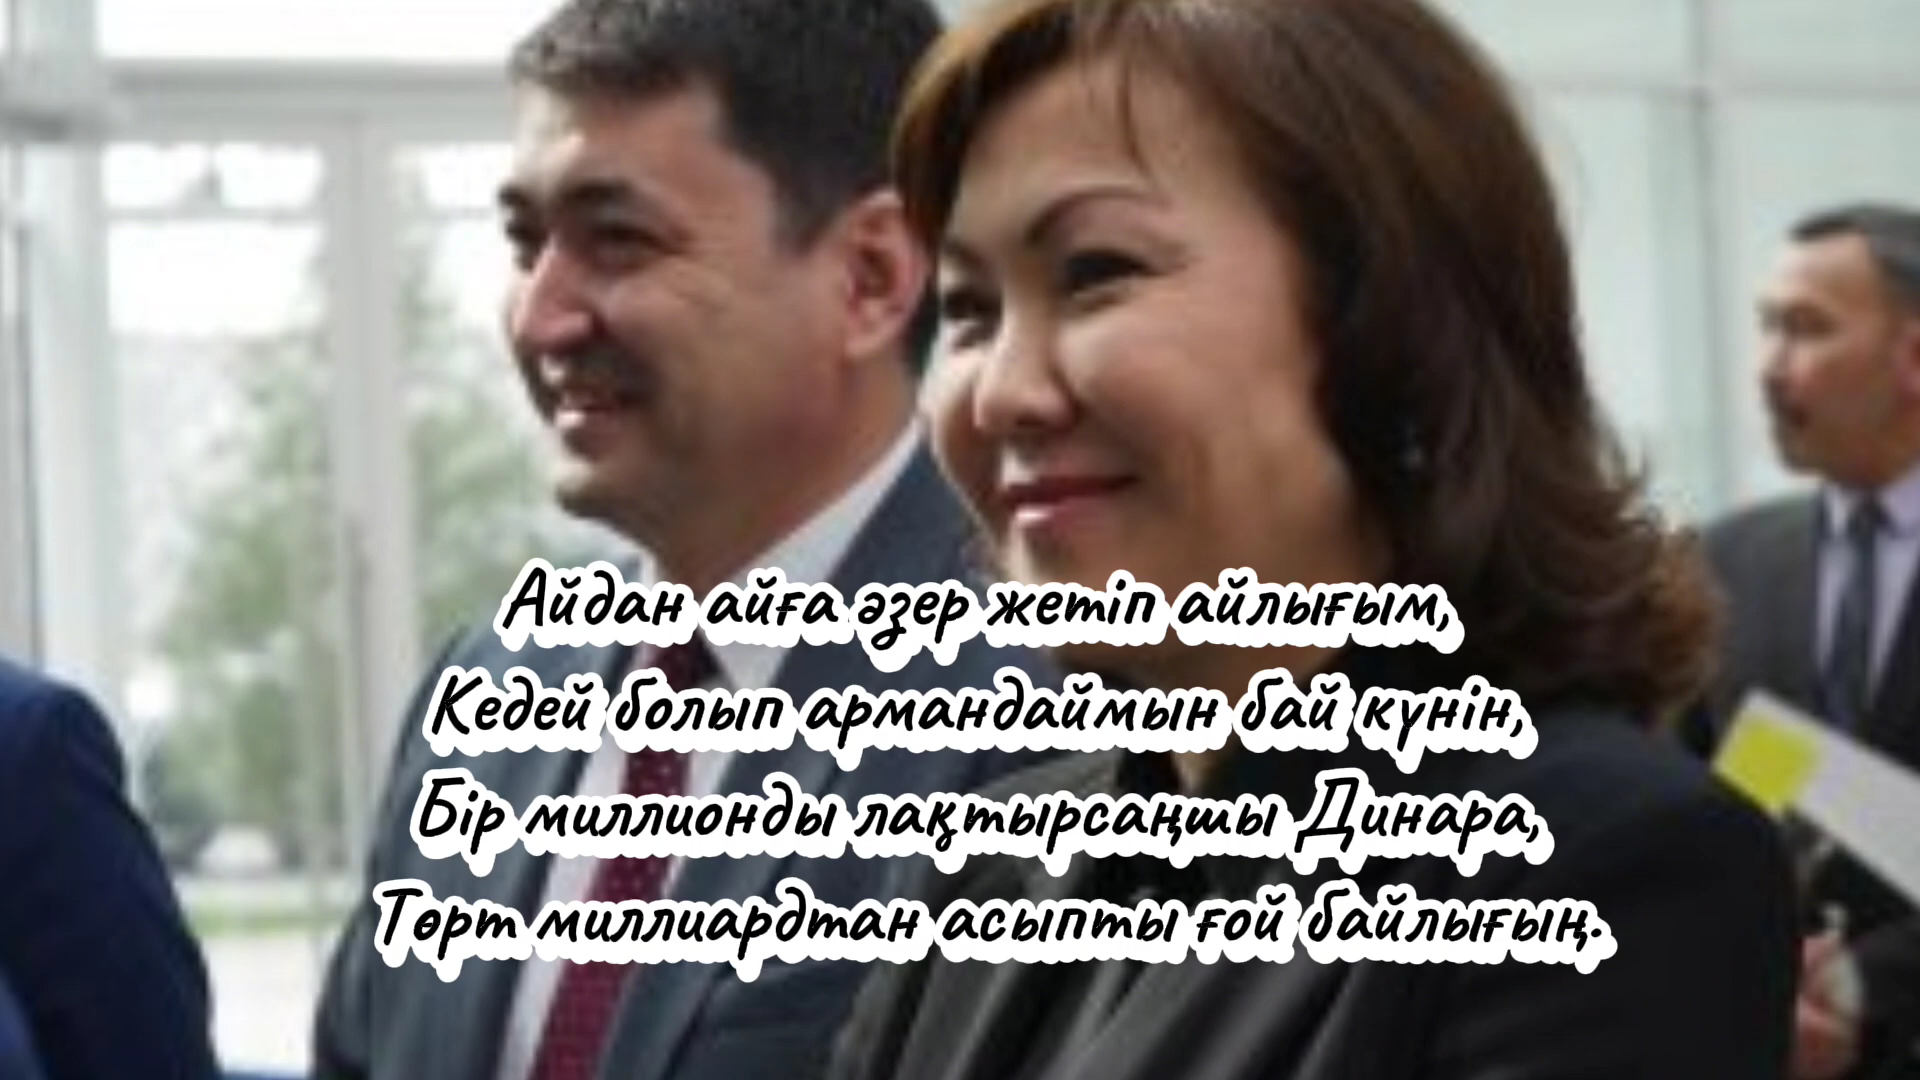 Айдан айға әзер жетіп айлығым,
Кедей болып армандаймын бай күнін,
Бір миллионды лақтырсаңшы Динара,
Төрт миллиардтан асыпты ғой байлығың.